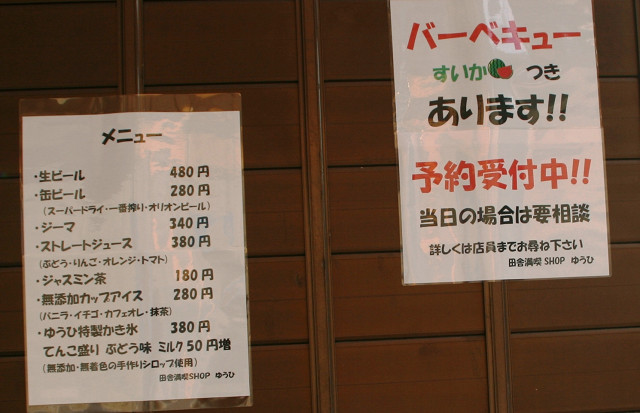 メニュー
・生ビール 480円
・缶ビール 280円
（スーパードライ・一番搾り・オリオンビール）
・ジーマ 340円
・ストレートジュース 380円
（ぶどう・りんご・オレンジ・トマト）
・ジャスミン茶 180円
・無添加カップアイス 280円
（バニラ・イチゴ・カフェオレ・抹茶）
・ゆうひ特製かき氷 380円
てんこ盛り ぶどう味 ミルク50円増
（無添加・無着色の手作りシロップ使用）
田舎満喫SHOP ゆうひ
バーベキュー
すいか つき
あります!!
予約受付中!!
当日の場合は要相談
詳しくは店員までお尋ね下さい
田舎満喫SHOP ゆうひ